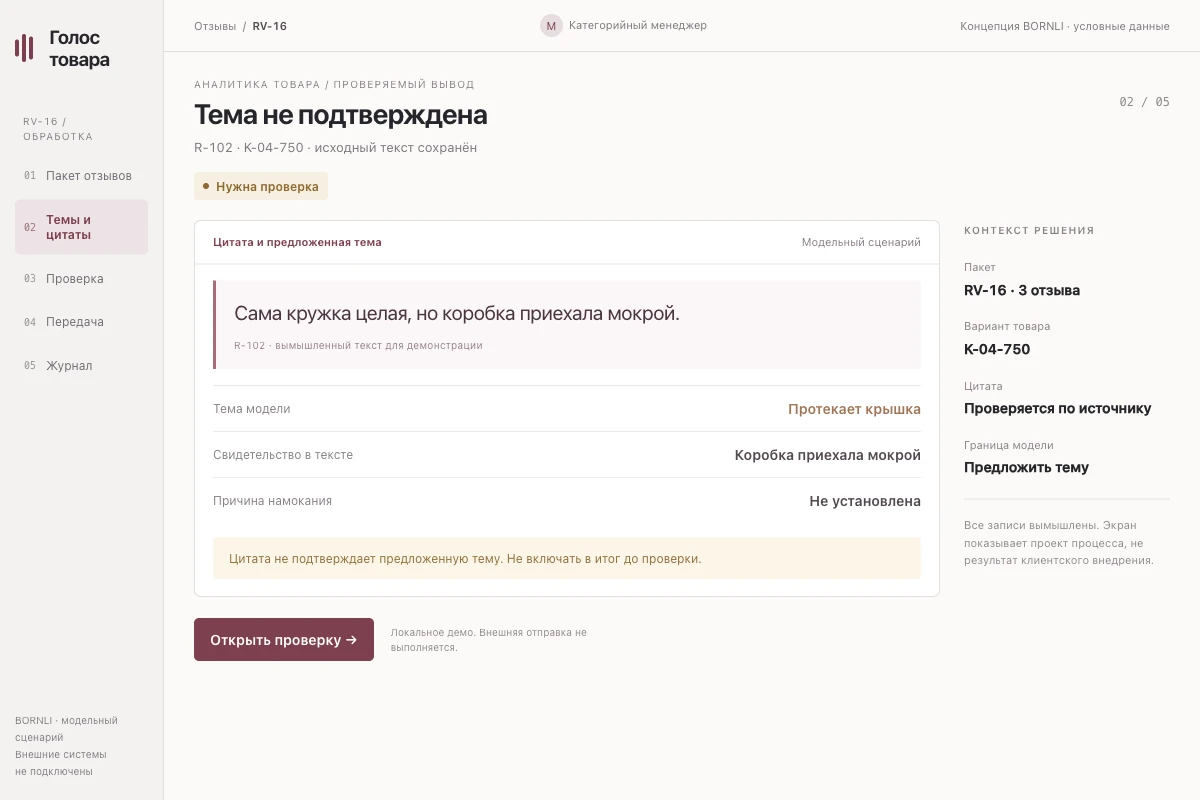 Голос
товара
RV-16 /
ОБРАБОТКА
01 Пакет отзывов
02 Темы и
цитаты
03 Проверка
04 Передача
05 Журнал
BORNLI · модельный
сценарий
Внешние системы
не подключены
Отзывы / RV-16
М Категорийный менеджер
Концепция BORNLI · условные данные
АНАЛИТИКА ТОВАРА / ПРОВЕРЯЕМЫЙ ВЫВОД
02 / 05
Тема не подтверждена
R-102 · K-04-750 · исходный текст сохранён
Нужна проверка
Цитата и предложенная тема
Модельный сценарий
Сама кружка целая, но коробка приехала мокрой.
R-102 · вымышленный текст для демонстрации
Тема модели
Протекает крышка
Свидетельство в тексте
Коробка приехала мокрой
Причина намокания
Не установлена
Цитата не подтверждает предложенную тему. Не включать в итог до проверки.
Открыть проверку →
Локальное демо. Внешняя отправка не
выполняется.
КОНТЕКСТ РЕШЕНИЯ
Пакет
RV-16 · 3 отзыва
Вариант товара
K-04-750
Цитата
Проверяется по источнику
Граница модели
Предложить тему
Все записи вымышлены. Экран
показывает проект процесса, не
результат клиентского внедрения.